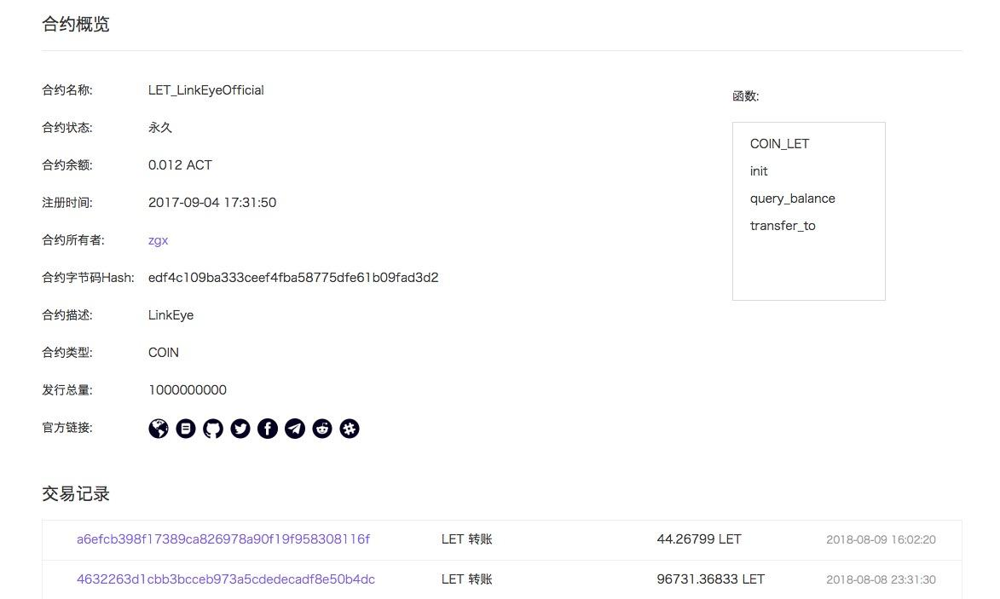 合约概览
合约名称: LET_LinkEyeOfficial
合约状态: 永久
合约余额: 0.012 ACT
注册时间: 2017-09-04 17:31:50
合约所有者: zgx
合约字节码Hash: edf4c109ba333ceef4fba58775dfe61b09fad3d2
合约描述: LinkEye
合约类型: COIN
发行总量: 1000000000
官方链接:
函数:
COIN_LET
init
query_balance
transfer_to
交易记录
a6efcb398f17389ca826978a90f19f958308116f LET 转账 44.26799 LET 2018-08-09 16:02:20
4632263d1cbb3bcceb973a5cdedecadf8e50b4dc LET 转账 96731.36833 LET 2018-08-08 23:31:30